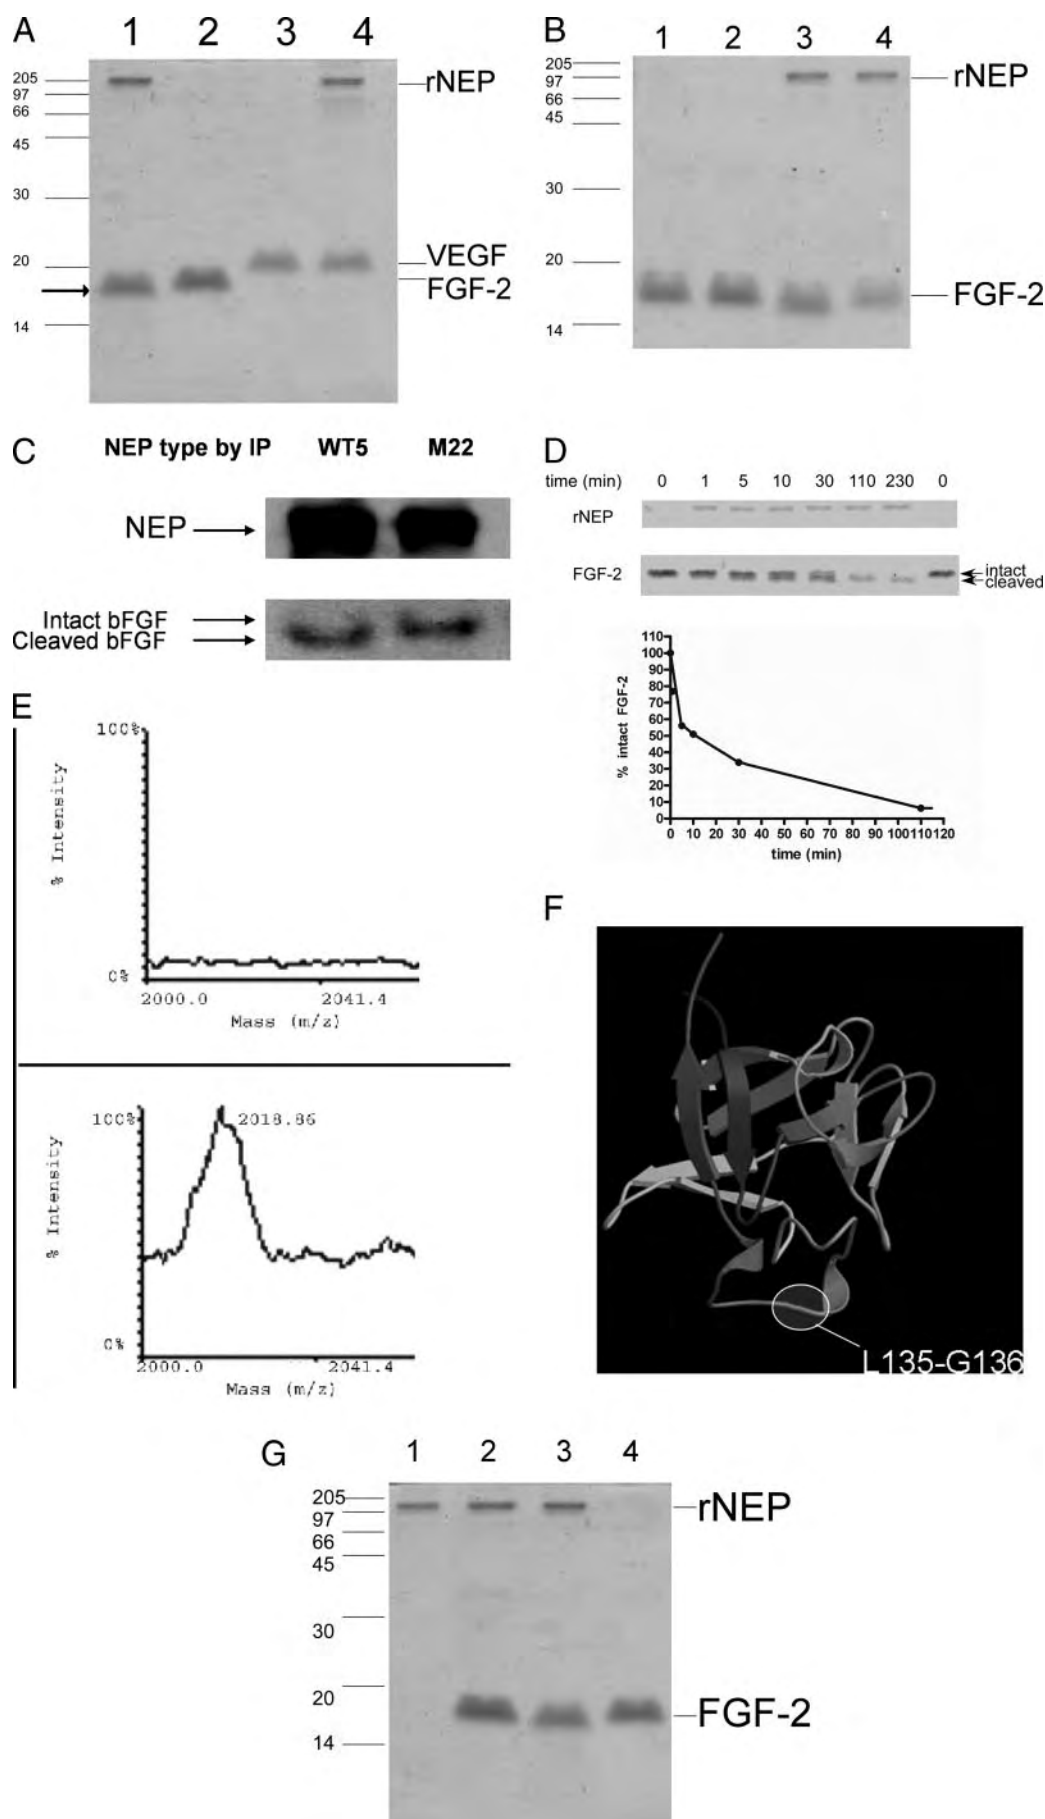 A
1 2 3 4
205
97
66
45
30
20
14
rNEP
VEGF
FGF-2
B
1 2 3 4
205
97
66
45
30
20
14
rNEP
FGF-2
C
NEP type by IP WT5 M22
NEP
Intact bFGF
Cleaved bFGF
D
time (min) 0 1 5 10 30 110 230 0
rNEP
FGF-2
intact
cleaved
110
100
90
80
70
60
50
40
30
20
10
0
% intact FGF-2
0 10 20 30 40 50 60 70 80 90 100 110 120
time (min)
E
100%
% Intensity
0%
2000.0 2041.4
Mass (m/z)
100%
2018.86
% Intensity
0%
2000.0 2041.4
Mass (m/z)
F
L135-G136
G
1 2 3 4
205
97
66
45
30
20
14
rNEP
FGF-2